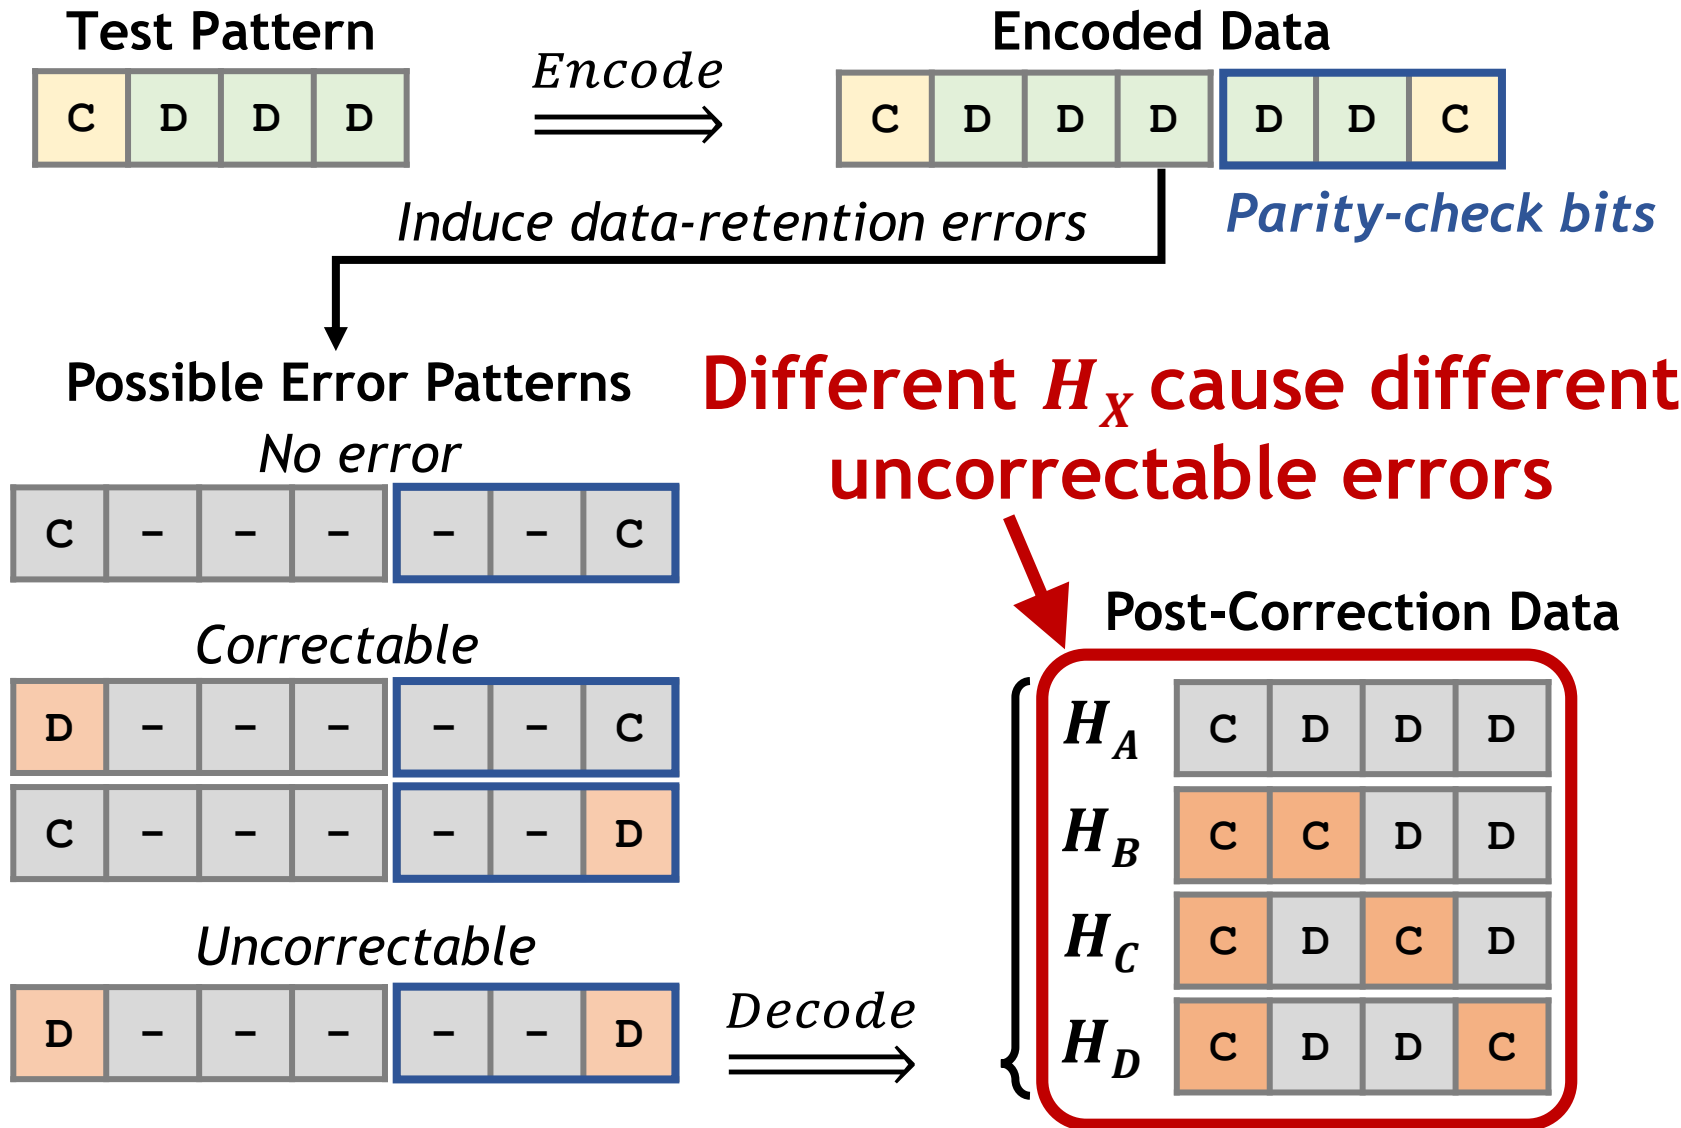 Test Pattern
C D D D
Encode
Encoded Data
C D D D D D C
Parity-check bits
Induce data-retention errors
Possible Error Patterns
No error
C - - - - - C
Correctable
D - - - - - C
C - - - - - D
Uncorrectable
D - - - - - D
Decode
Different H_X cause different
uncorrectable errors
Post-Correction Data
H_A C D D D
H_B C C D D
H_C C D C D
H_D C D D C